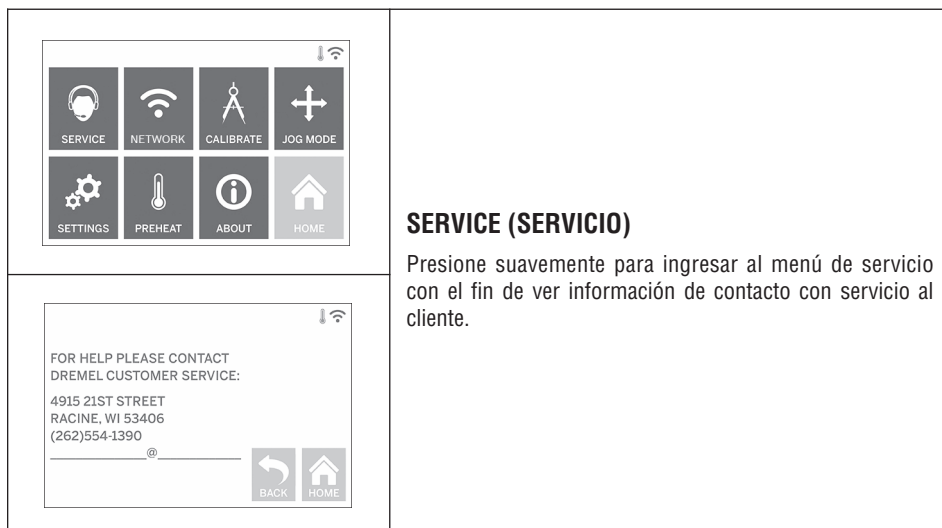 SERVICE NETWORK CALIBRATE JOG MODE
SETTINGS PREHEAT ABOUT HOME
FOR HELP PLEASE CONTACT
DREMEL CUSTOMER SERVICE:
4915 21ST STREET
RACINE, WI 53406
(262)554-1390
______________@______________
BACK HOME
SERVICE (SERVICIO)
Presione suavemente para ingresar al menú de servicio
con el fin de ver información de contacto con servicio al
cliente.